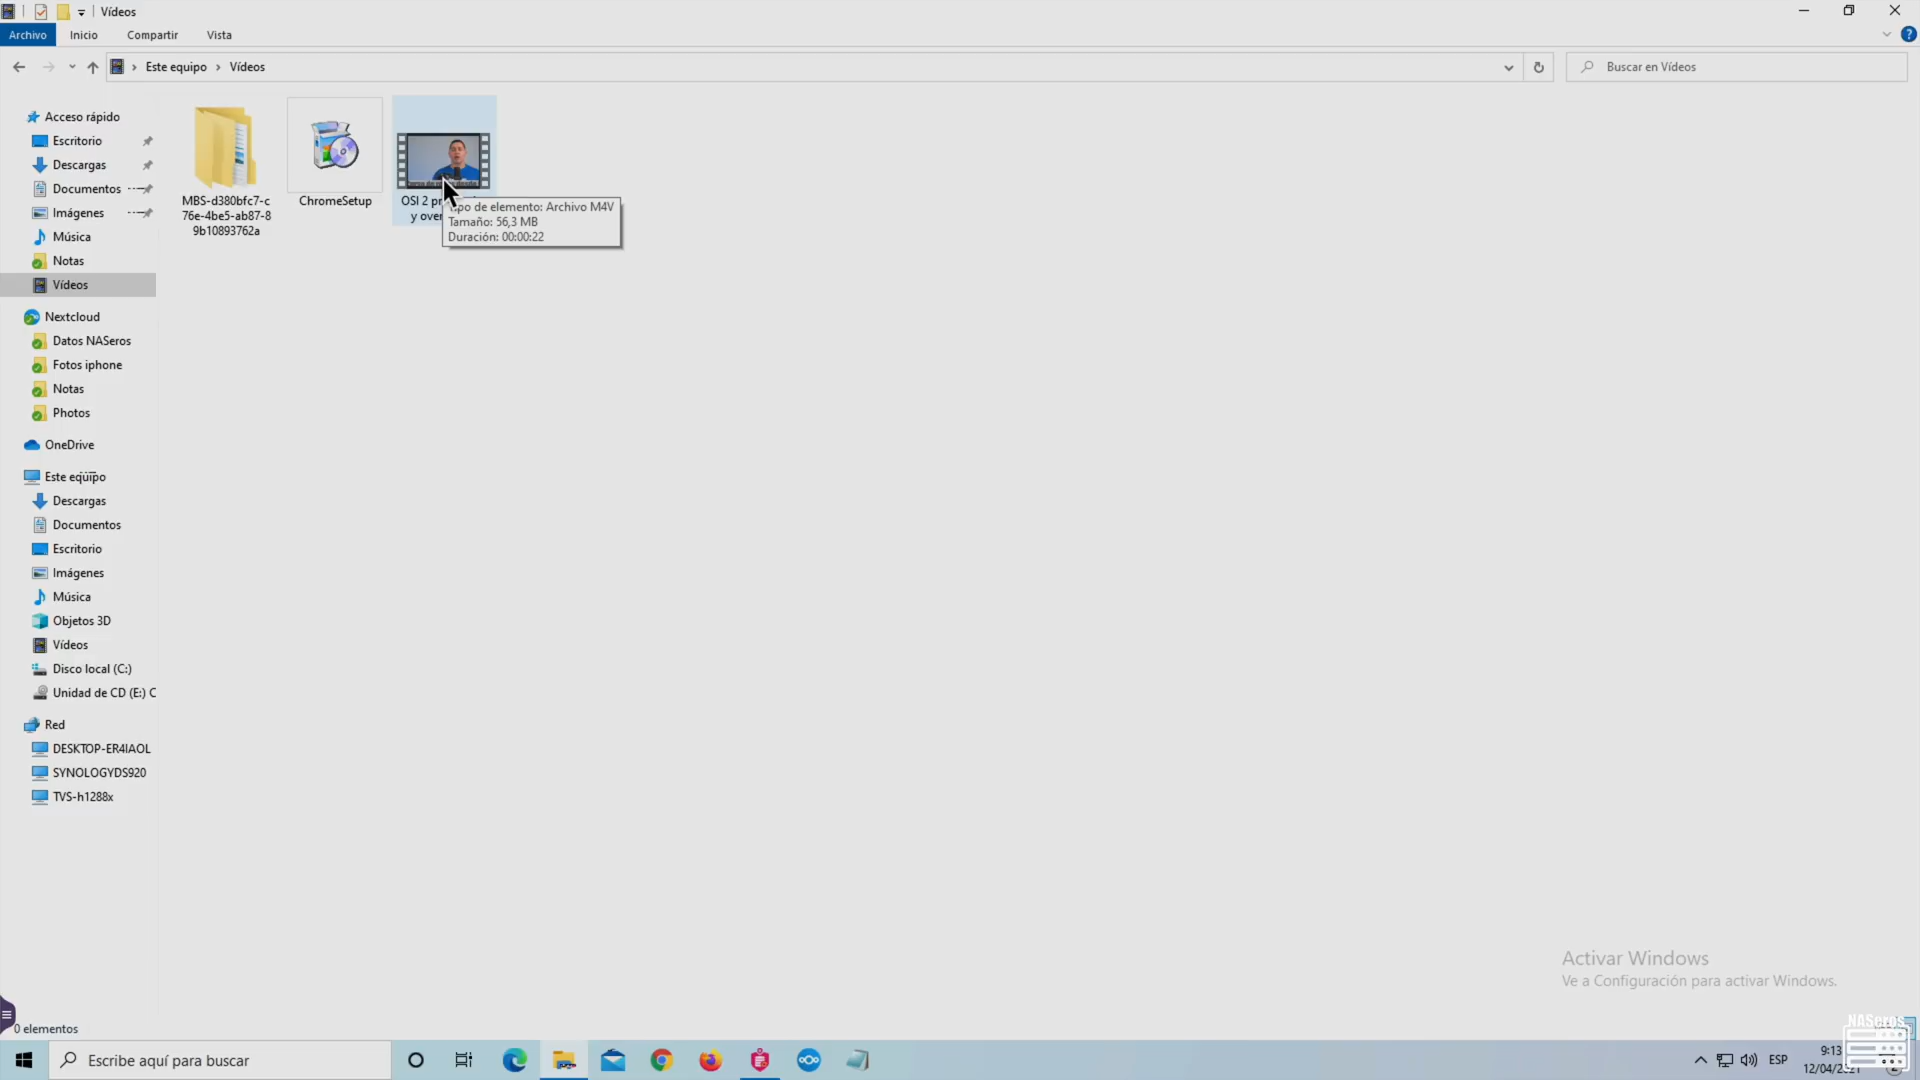 Vídeos
Archivo
Inicio
Compartir
Vista
Este equipo
Vídeos
Buscar en Vídeos
Acceso rápido
Escritorio
Descargas
Documentos
Imágenes
Música
Notas
Vídeos
Nextcloud
Datos NASeros
Fotos iphone
Notas
Photos
OneDrive
Este equipo
Descargas
Documentos
Escritorio
Imágenes
Música
Objetos 3D
Vídeos
Disco local (C:)
Unidad de CD (E:) C
Red
DESKTOP-ER4IAOL
SYNOLOGYDS920
TVS-h1288x
MBS-d380bfc7-c
76e-4be5-ab87-8
9b10893762a
ChromeSetup
OSI 2
y
Tipo de elemento: Archivo M4V
Tamaño: 56,3 MB
Duración: 00:00:22
Activar Windows
Ve a Configuración para activar Windows.
0 elementos
NASeros
Escribe aquí para buscar
ESP
9:13
12/04/2021